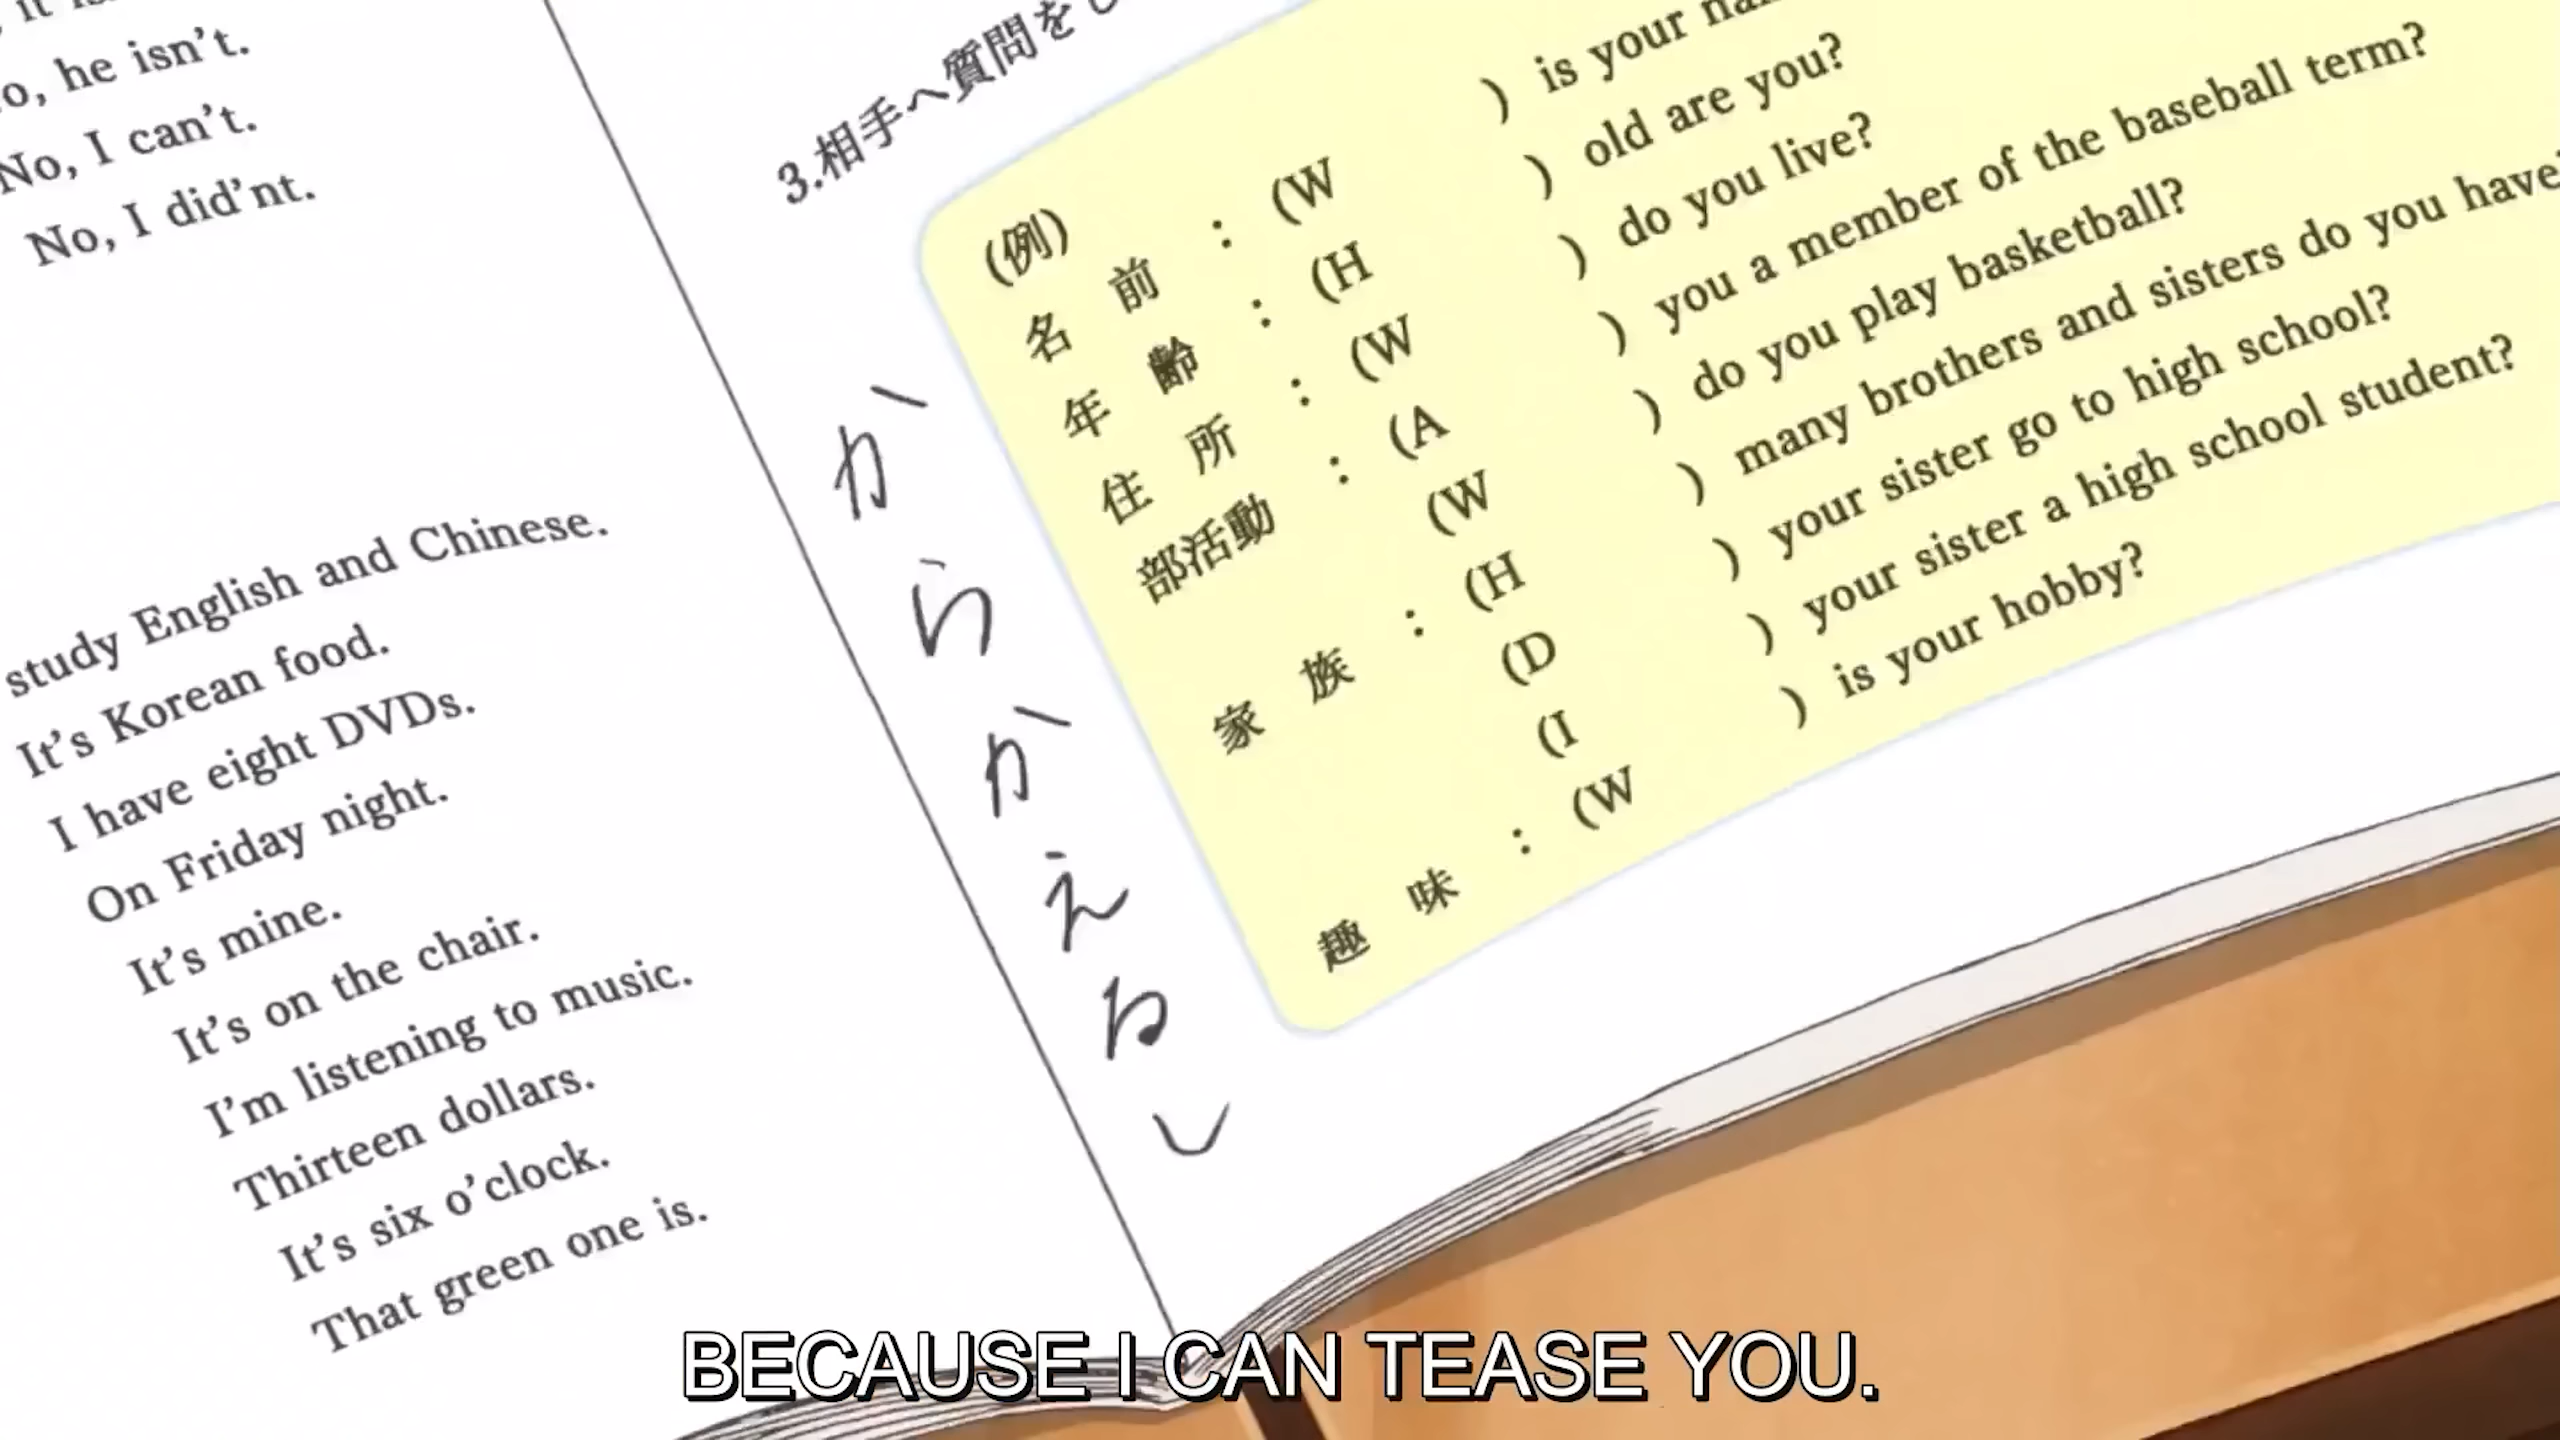 it is
o, he isn't.
No, I can't.
No, I did'nt.
study English and Chinese.
It's Korean food.
I have eight DVDs.
On Friday night.
It's mine.
It's on the chair.
I'm listening to music.
Thirteen dollars.
It's six o'clock.
That green one is.
からかえるし
3.相手へ質問をし
(例)
名前 : (W ) is your
年齢 : (H ) old are you?
住所 : (W ) do you live?
部活動 : (A ) you a member of the baseball term?
(W ) do you play basketball?
家族 : (H ) many brothers and sisters do you have?
(D ) your sister go to high school?
(I ) your sister a high school student?
趣味 : (W ) is your hobby?
BECAUSE I CAN TEASE YOU.